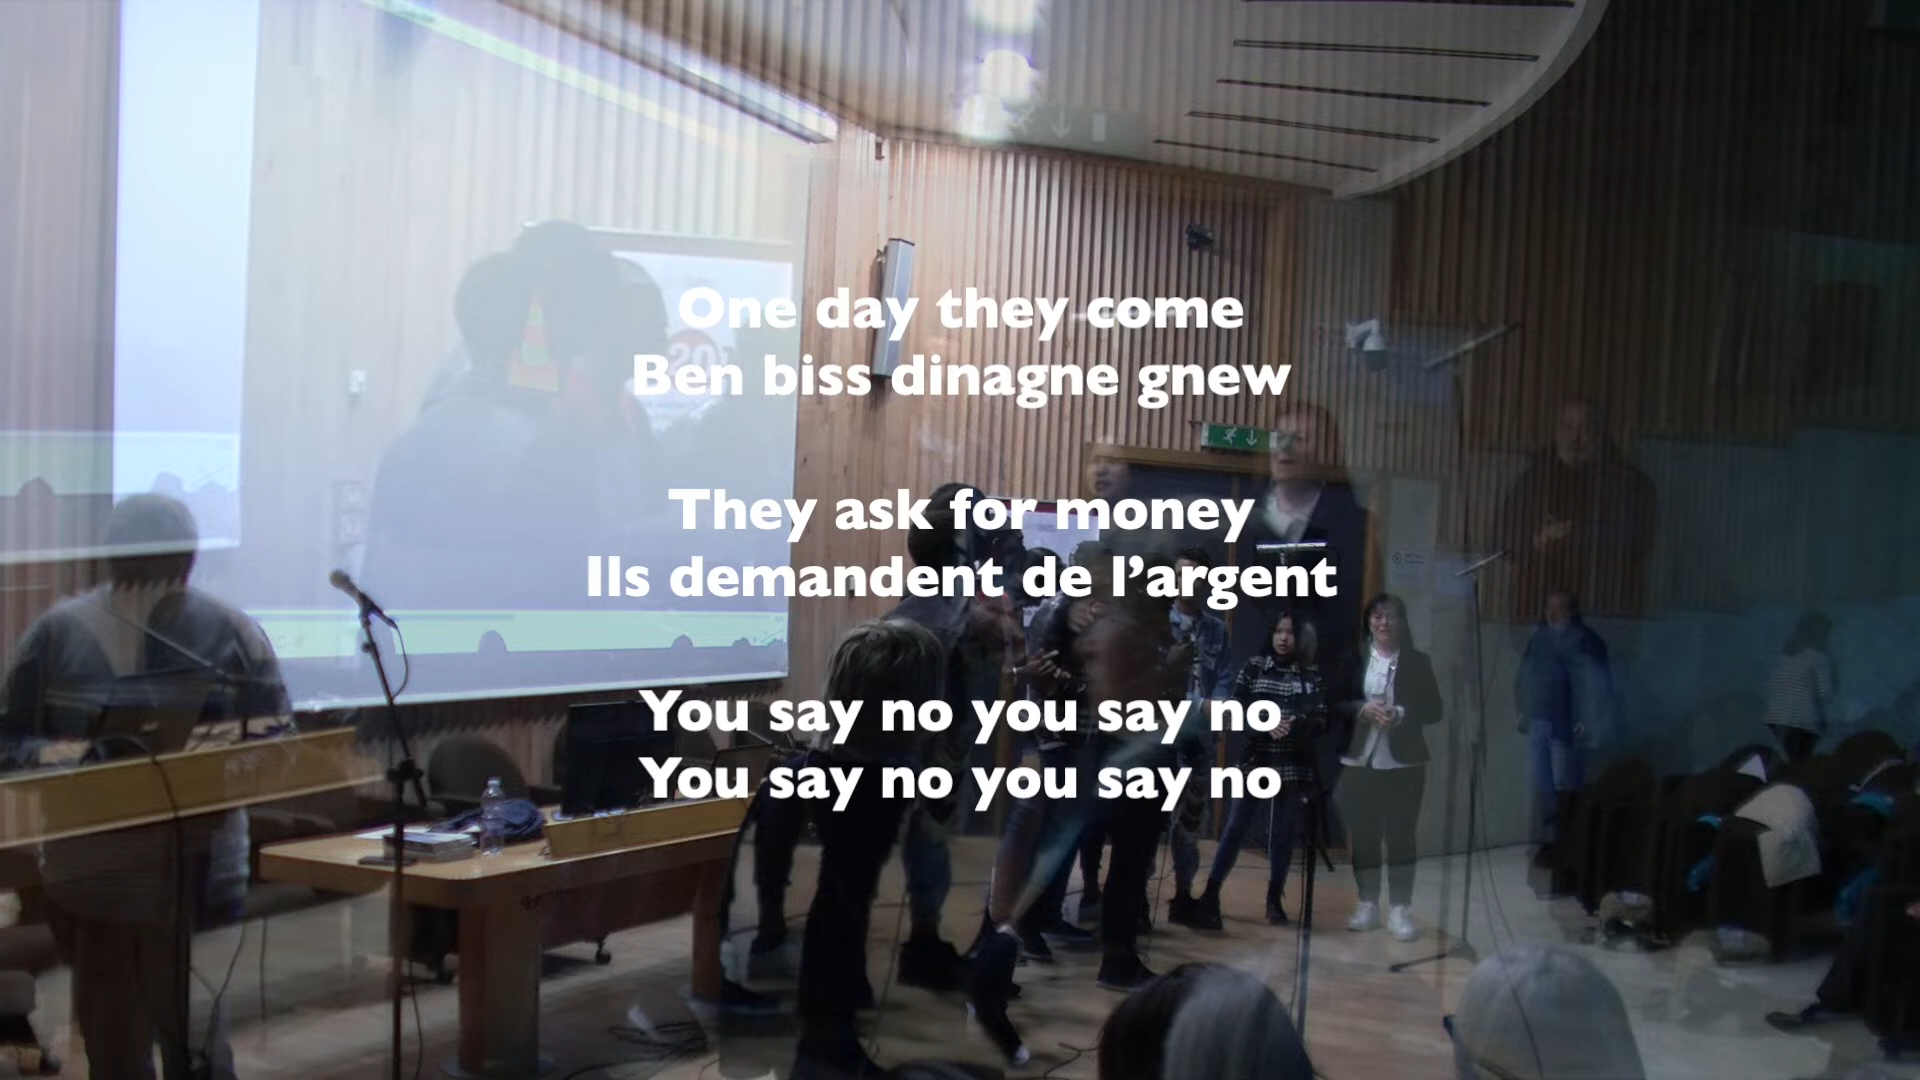 One day they come
Ben biss dinagne gnew
They ask for money
Ils demandent de l’argent
You say no you say no
You say no you say no